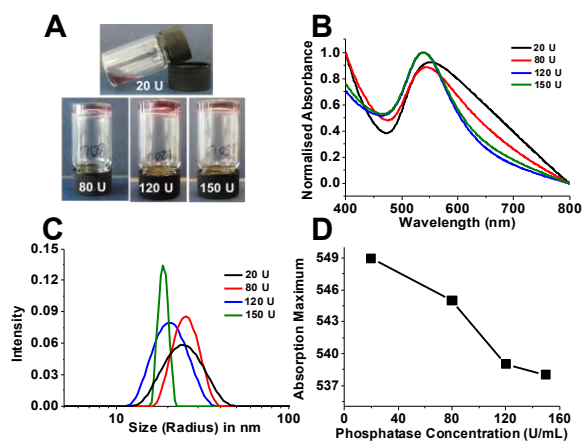 A
20 U
80 U
120 U
150 U
B
Normalised Absorbance
1.0
0.8
0.6
0.4
0.2
0.0
20 U
80 U
120 U
150 U
400 500 600 700 800
Wavelength (nm)
C
Intensity
0.15
0.12
0.09
0.06
0.03
0.00
20 U
80 U
120 U
150 U
10 100
Size (Radius) in nm
D
Absorption Maximum
549
546
543
540
537
0 40 80 120 160
Phosphatase Concentration (U/mL)